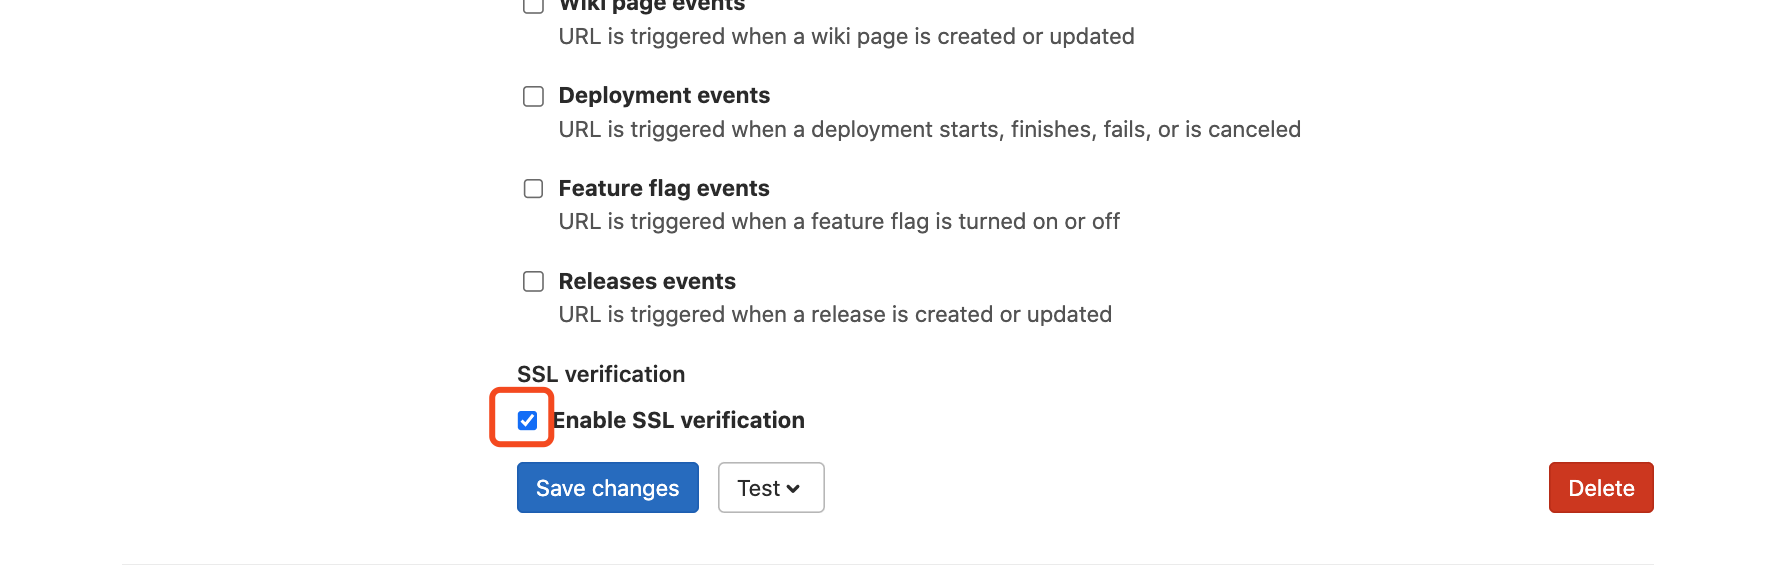 Wiki page events
URL is triggered when a wiki page is created or updated
Deployment events
URL is triggered when a deployment starts, finishes, fails, or is canceled
Feature flag events
URL is triggered when a feature flag is turned on or off
Releases events
URL is triggered when a release is created or updated
SSL verification
Enable SSL verification
Save changes
Test
Delete